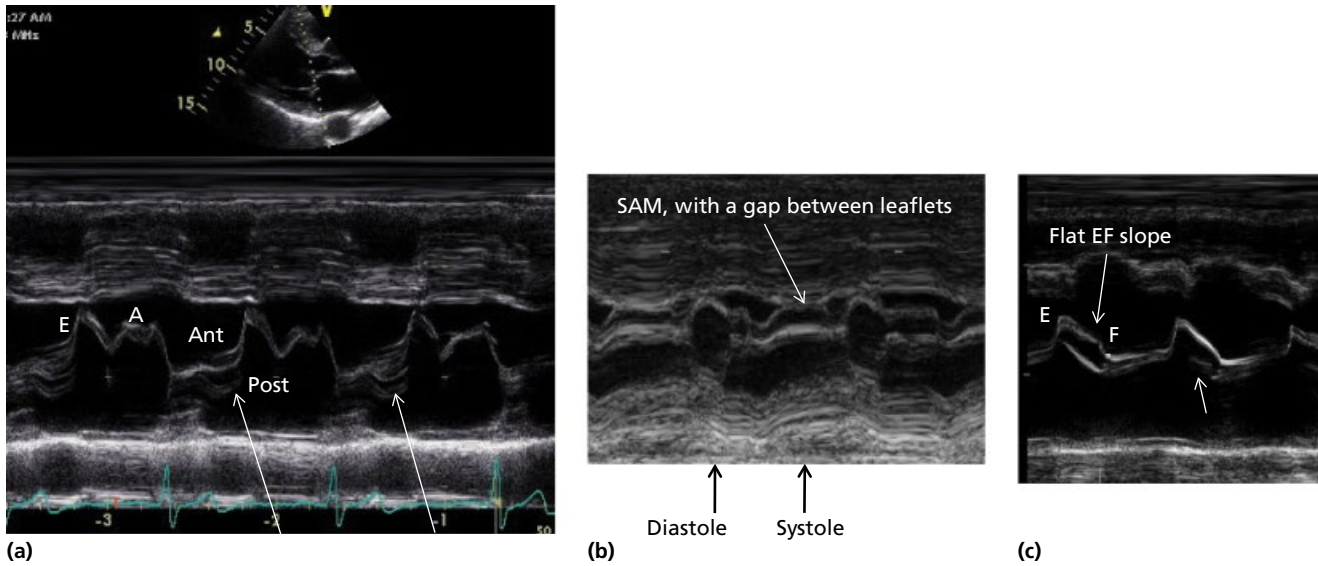 :27 AM
MHz
V
5
10
15
E
A
Ant
Post
-3
-2
-1
50
(a)
SAM, with a gap between leaflets
Diastole
Systole
(b)
Flat EF slope
E
F
(c)